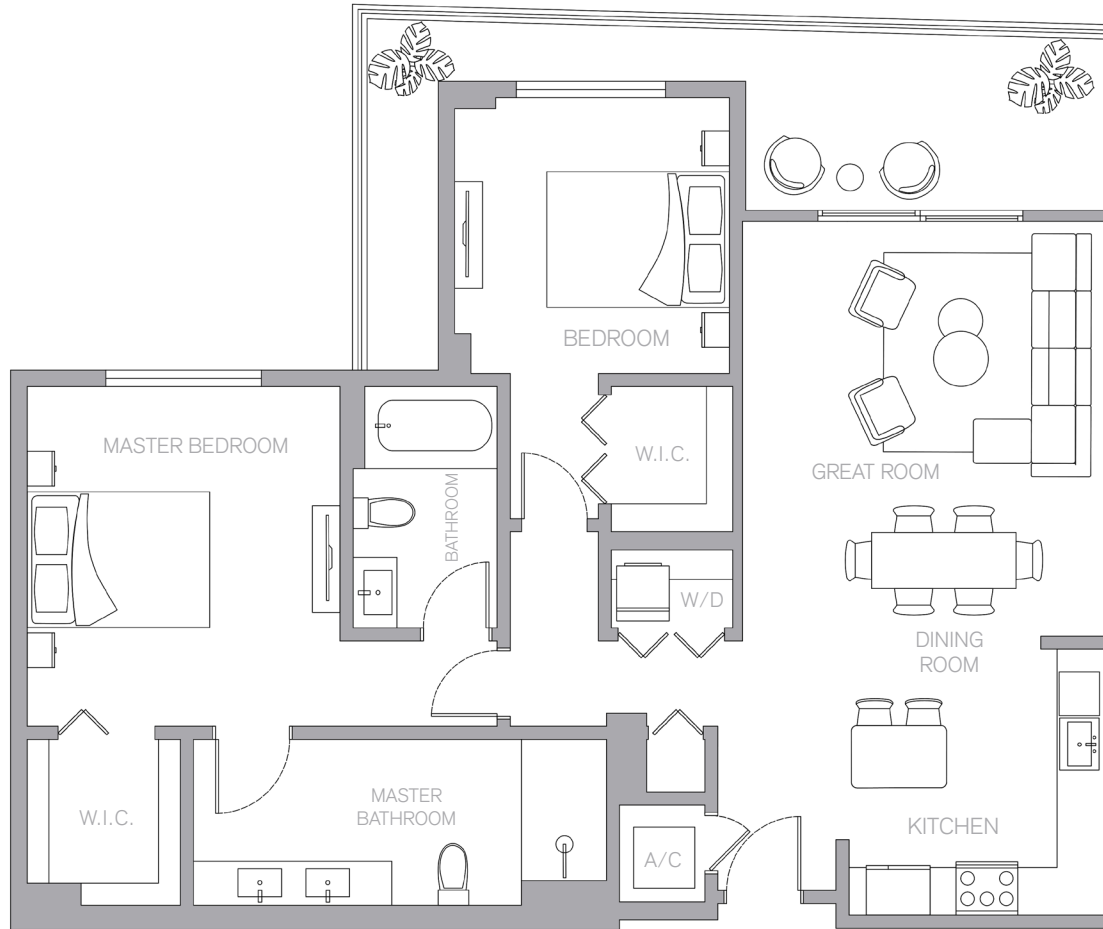 BEDROOM
MASTER BEDROOM
W.I.C.
GREAT ROOM
BATHROOM
W/D
DINING
ROOM
MASTER
BATHROOM
W.I.C.
KITCHEN
A/C